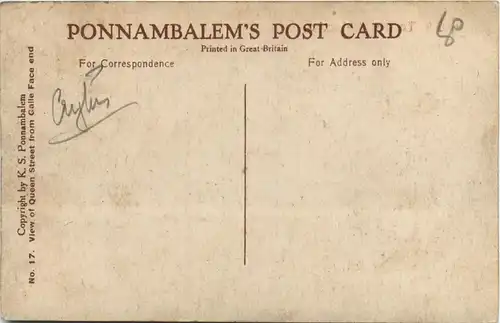 PONNAMBALEM'S POST CARD
Printed in Great-Britain
For Correspondence
For Address only
Ceylon
Copyright by K. S. Ponnambalem
No. 17. View of Queen Street from Galle Face end